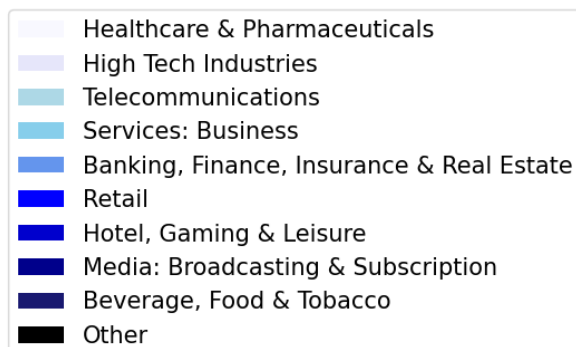 Healthcare & Pharmaceuticals
High Tech Industries
Telecommunications
Services: Business
Banking, Finance, Insurance & Real Estate
Retail
Hotel, Gaming & Leisure
Media: Broadcasting & Subscription
Beverage, Food & Tobacco
Other